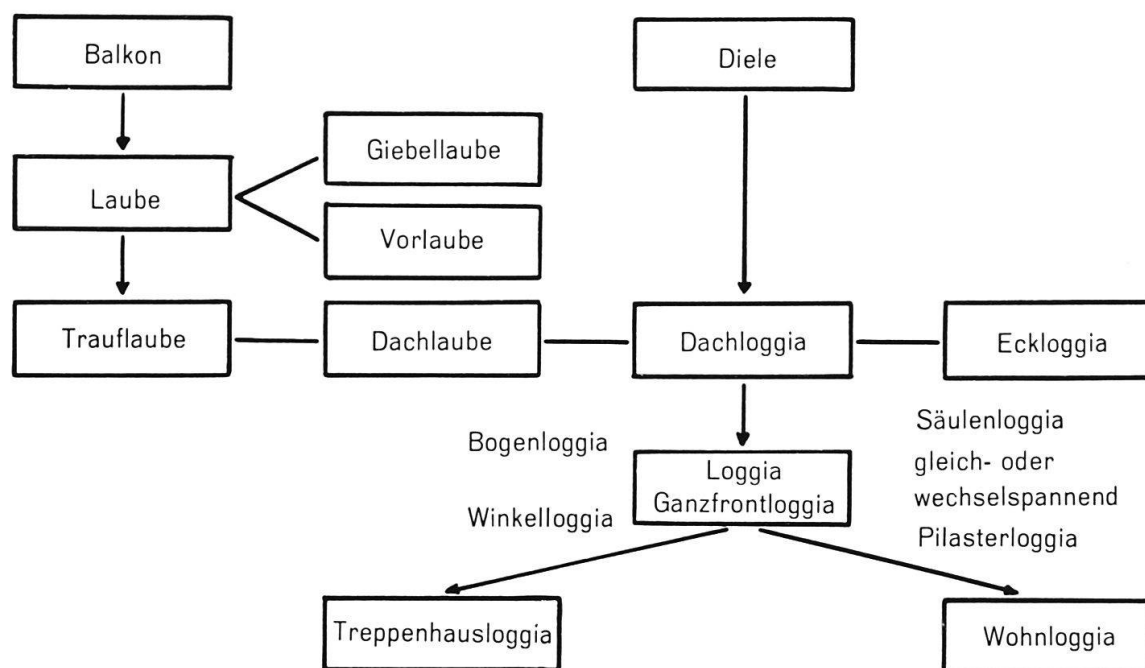 Balkon
Diele
Giebellaube
Laube
Vorlaube
Trauflaube
Dachlaube
Dachloggia
Eckloggia
Bogenloggia
Säulenloggia
Loggia
gleich- oder
Ganzfrontloggia
wechselspannend
Winkelloggia
Pilasterloggia
Treppenhausloggia
Wohnloggia